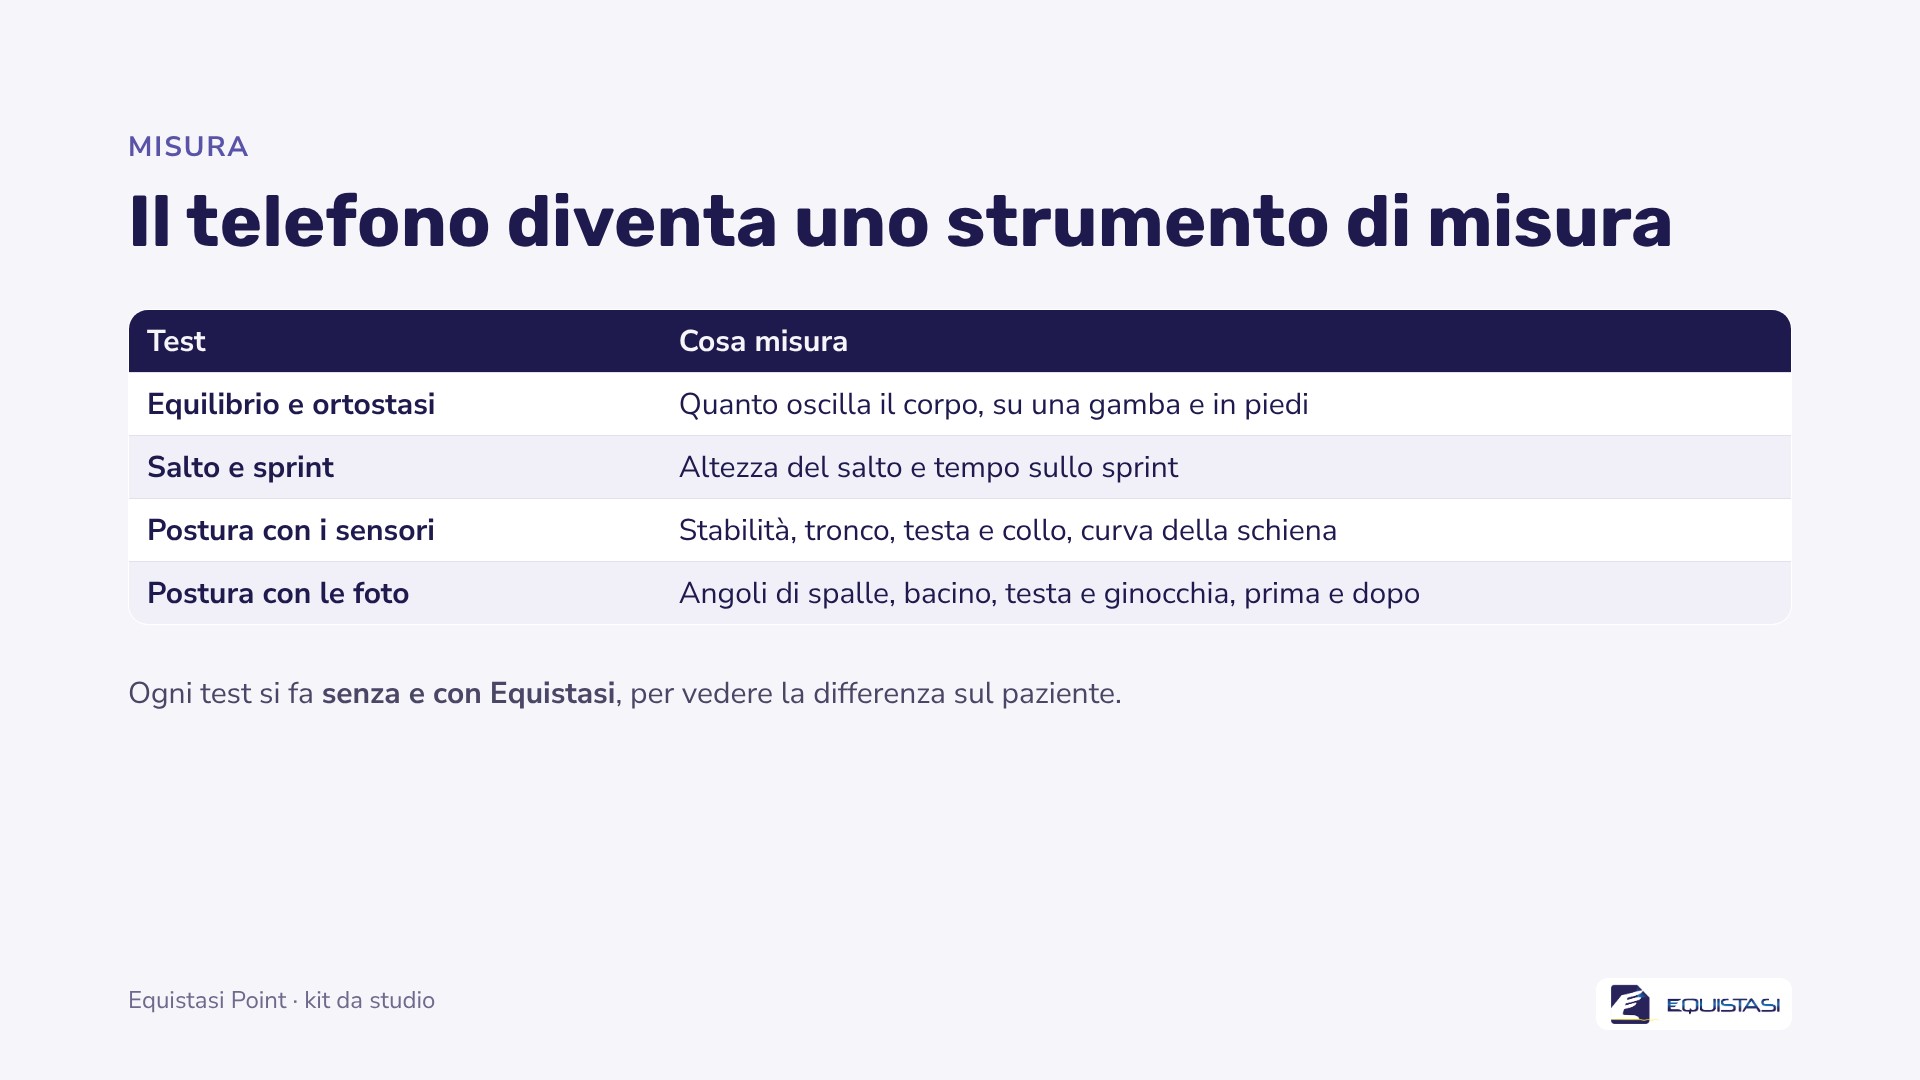 MISURA
Il telefono diventa uno strumento di misura
Test Cosa misura
Equilibrio e ortostasi Quanto oscilla il corpo, su una gamba e in piedi
Salto e sprint Altezza del salto e tempo sullo sprint
Postura con i sensori Stabilità, tronco, testa e collo, curva della schiena
Postura con le foto Angoli di spalle, bacino, testa e ginocchia, prima e dopo
Ogni test si fa senza e con Equistasi, per vedere la differenza sul paziente.
Equistasi Point · kit da studio
EQUISTASI